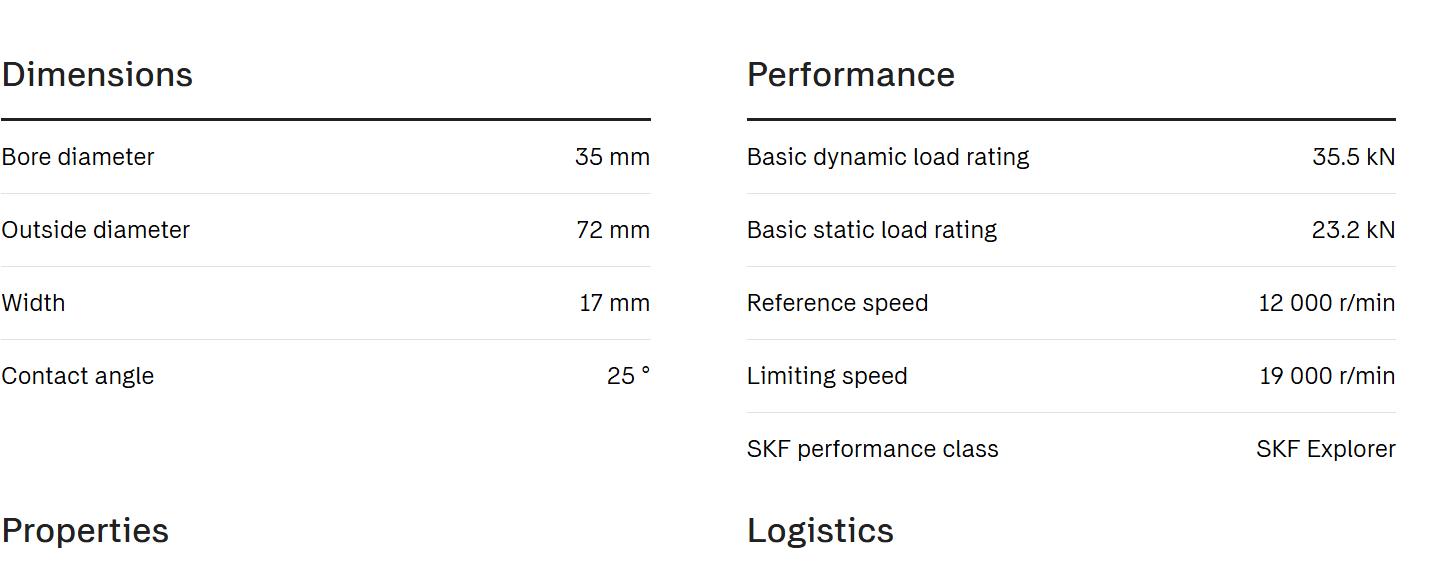 Dimensions
Bore diameter 35 mm
Outside diameter 72 mm
Width 17 mm
Contact angle 25 °
Performance
Basic dynamic load rating 35.5 kN
Basic static load rating 23.2 kN
Reference speed 12 000 r/min
Limiting speed 19 000 r/min
SKF performance class SKF Explorer
Properties
Logistics